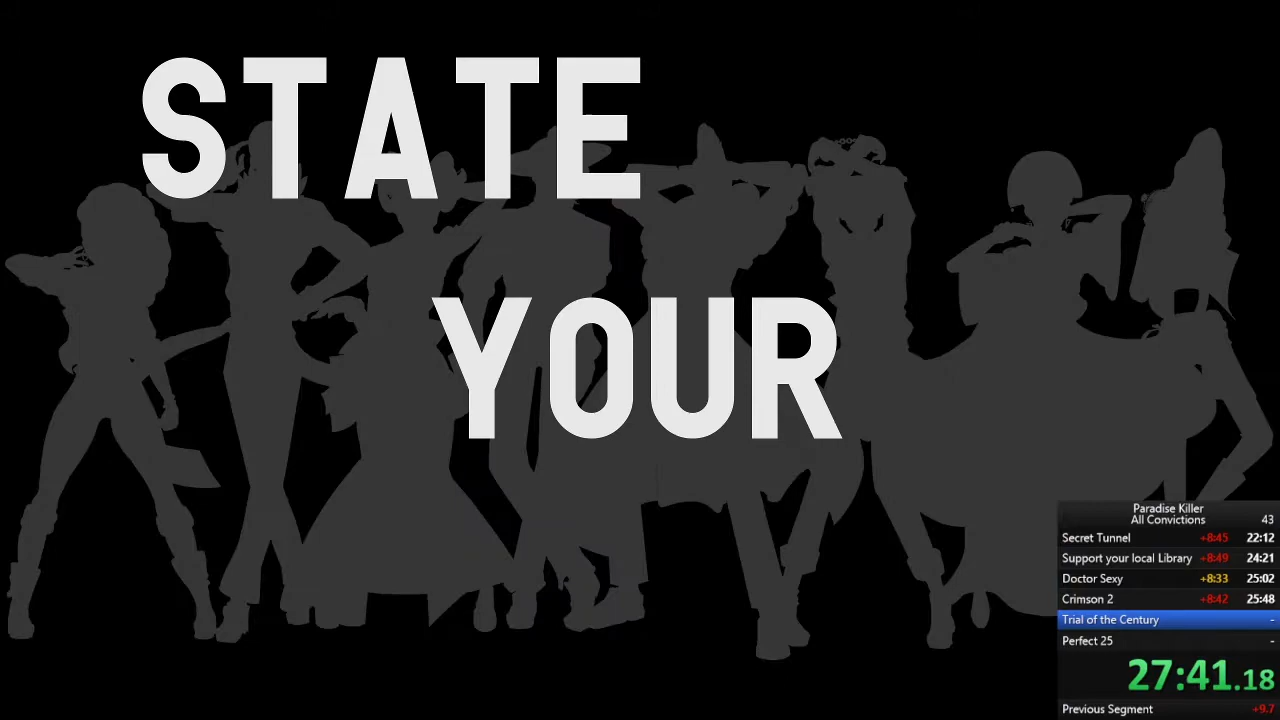 STATE
YOUR
Paradise Killer
All Convictions 43
Secret Tunnel +8:45 22:12
Support your local Library +8:49 24:21
Doctor Sexy +8:33 25:02
Crimson 2 +8:42 25:48
Trial of the Century -
Perfect 25 -
27:41.18
Previous Segment +9.7